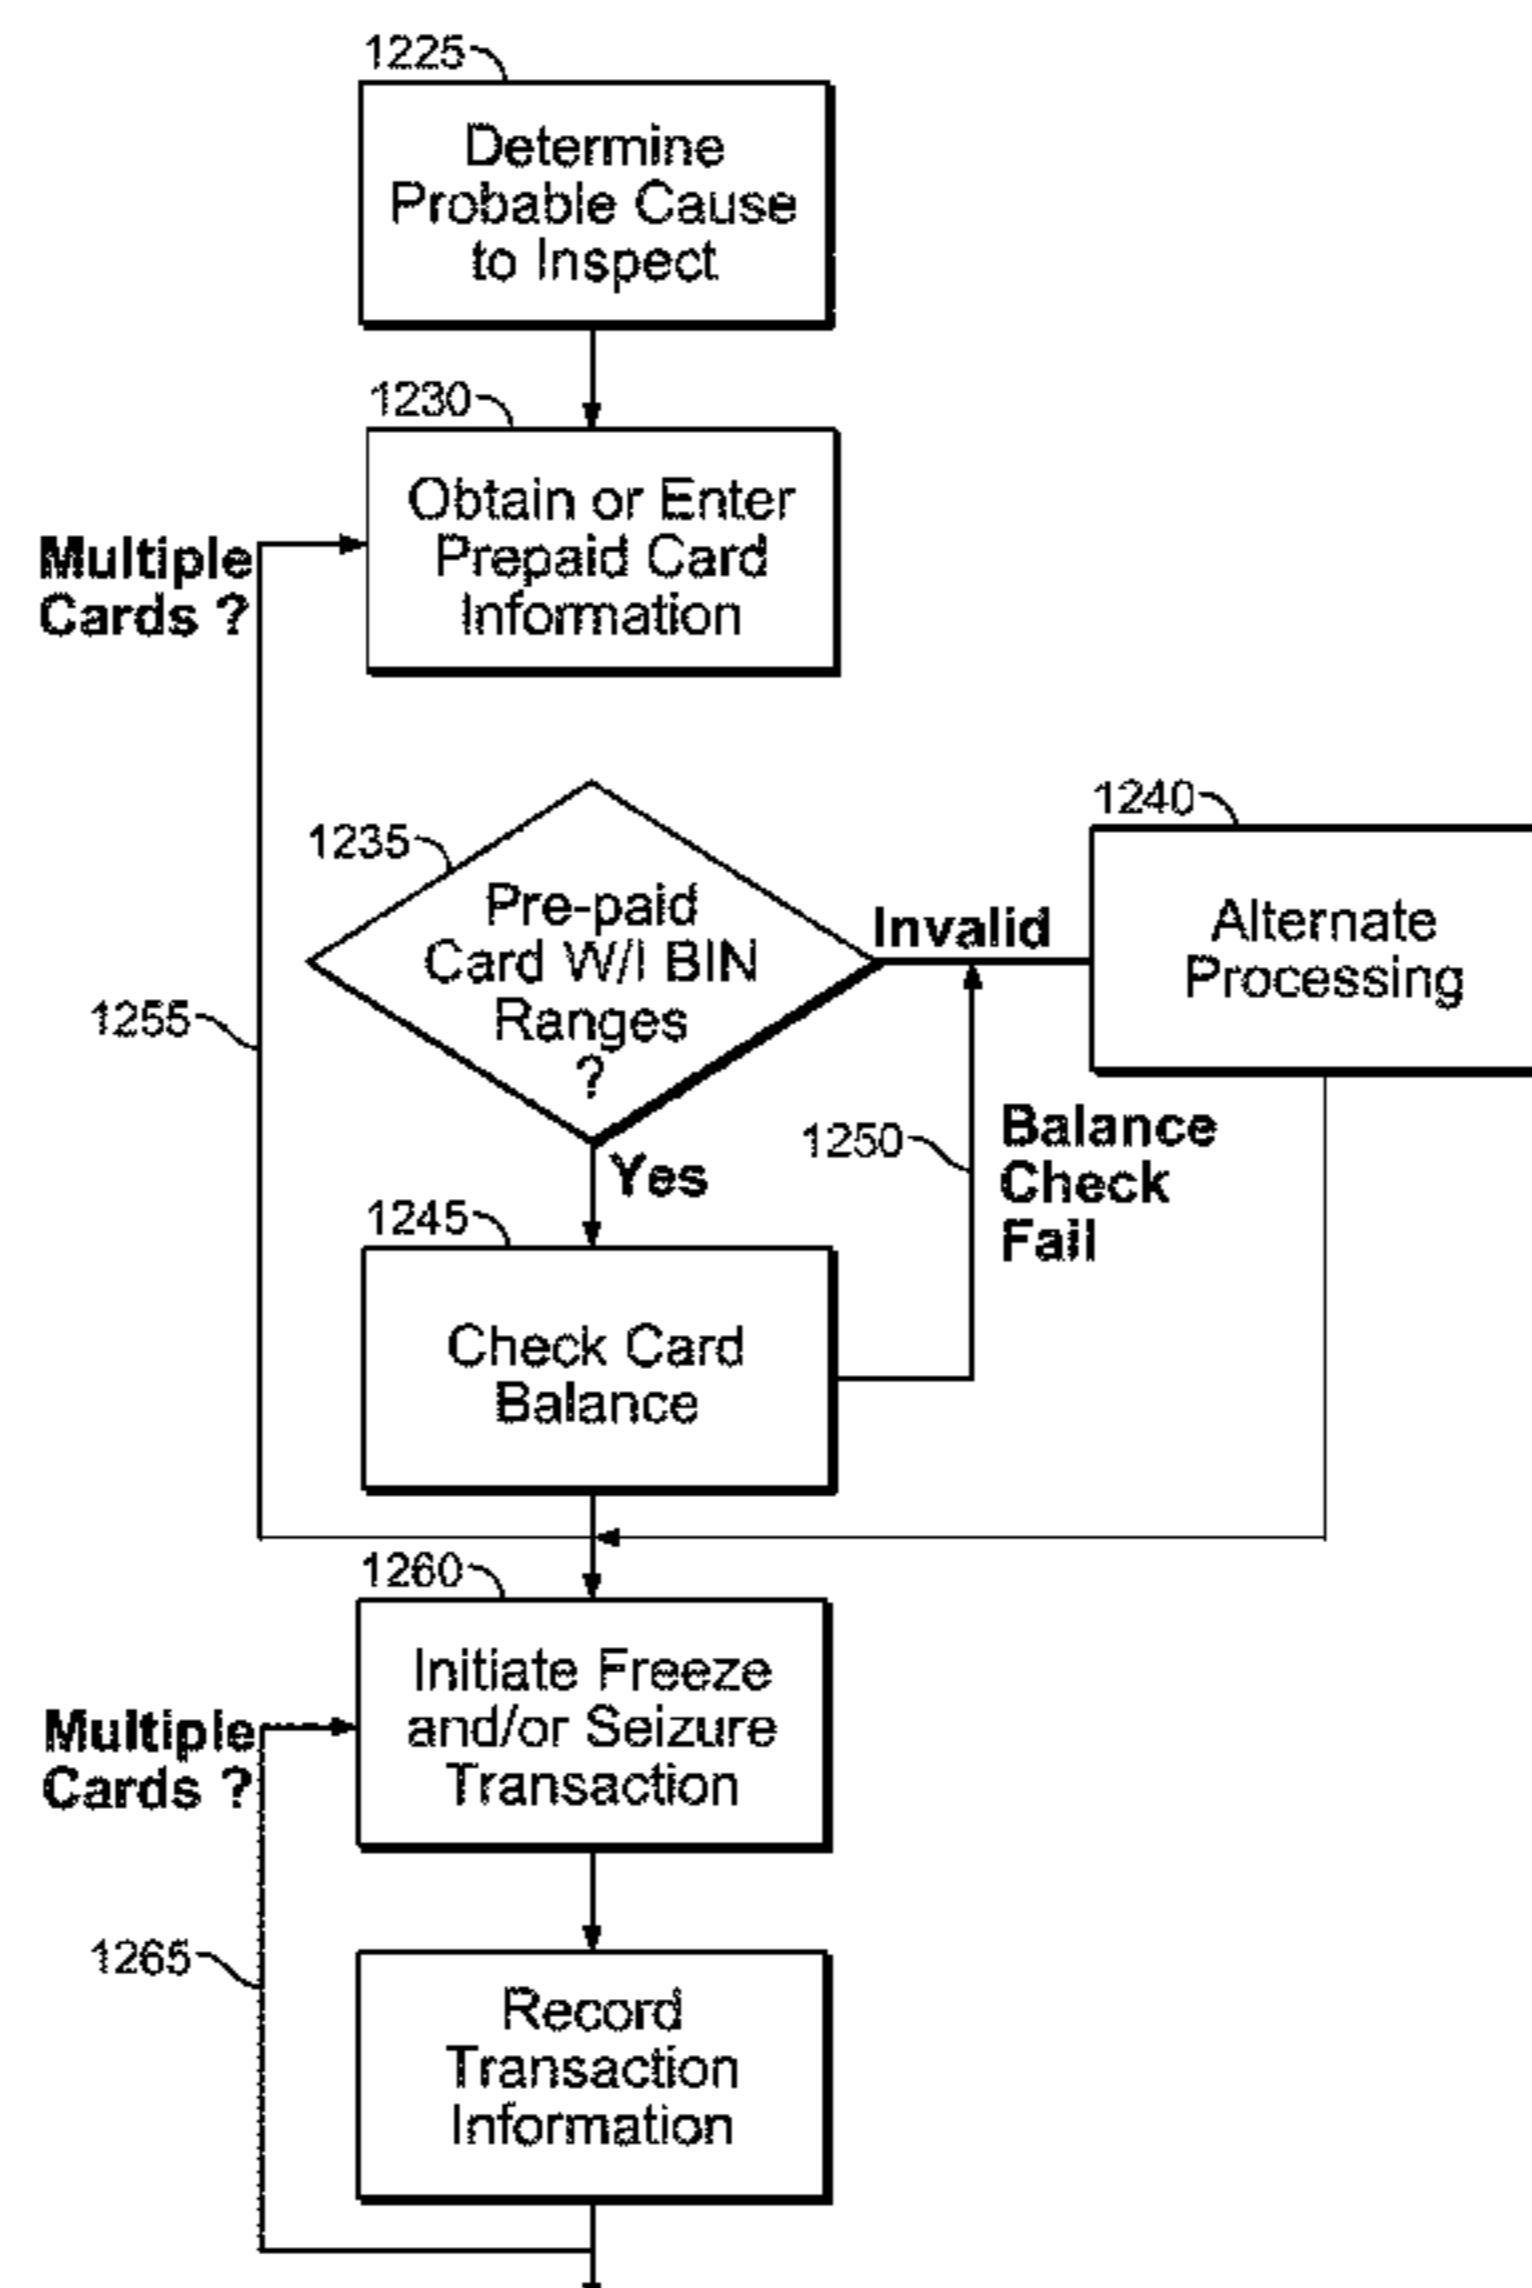 1225
Determine
Probable Cause
to Inspect
1230
Obtain or Enter
Prepaid Card
Information
Multiple
Cards ?
1235
Pre-paid
Card W/I BIN
Ranges
?
Invalid
1240
Alternate
Processing
1255
Yes
1250
Balance
Check
Fail
1245
Check Card
Balance
1260
Initiate Freeze
and/or Seizure
Transaction
Multiple
Cards ?
1265
Record
Transaction
Information